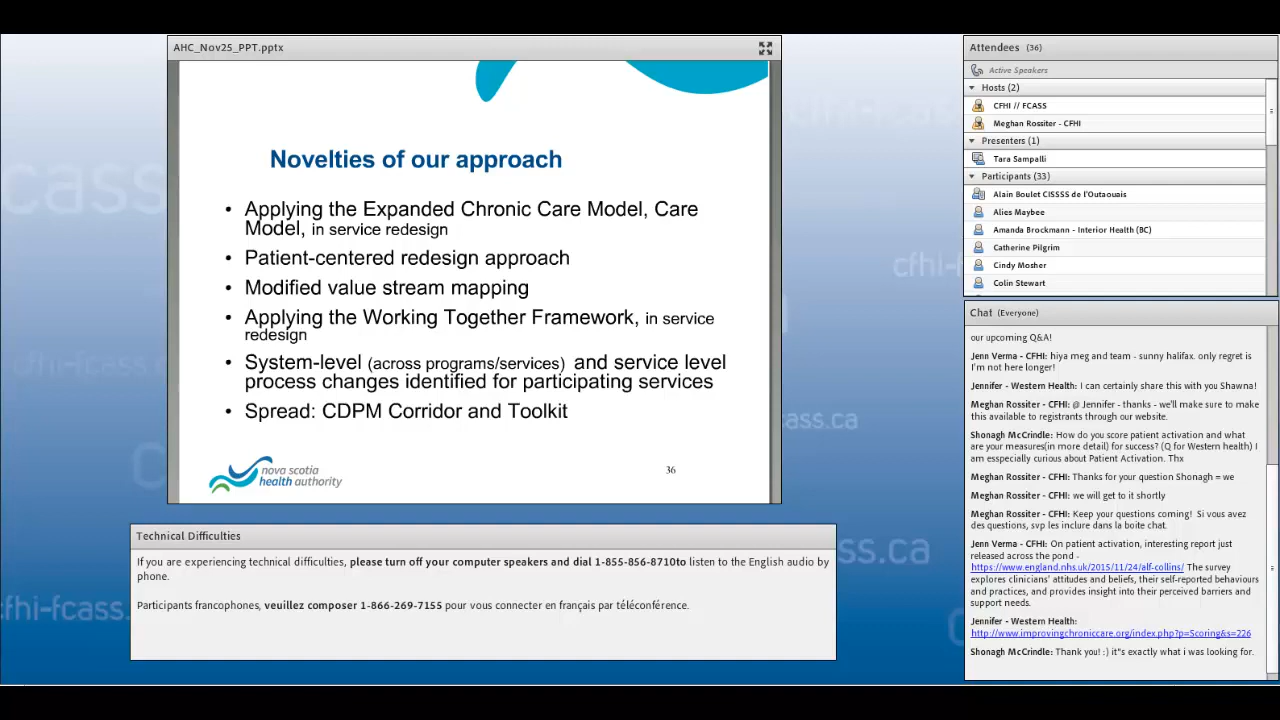 AHC_Nov25_PPT.pptx
Novelties of our approach
• Applying the Expanded Chronic Care Model, Care
Model, in service redesign
• Patient-centered redesign approach
• Modified value stream mapping
• Applying the Working Together Framework, in service
redesign
• System-level (across programs/services) and service level
process changes identified for participating services
• Spread: CDPM Corridor and Toolkit
nova scotia
health authority
36
Technical Difficulties
If you are experiencing technical difficulties, please turn off your computer speakers and dial 1-855-856-8710to listen to the English audio by
phone.
Participants francophones, veuillez composer 1-866-269-7155 pour vous connecter en français par téléconférence.
Attendees (36)
Active Speakers
Hosts (2)
CFHI // FCASS
Meghan Rossiter - CFHI
Presenters (1)
Tara Sampalli
Participants (33)
Alain Boulet CISSSS de l'Outaouais
Alies Maybee
Amanda Brockmann - Interior Health (BC)
Catherine Pilgrim
Cindy Mosher
Colin Stewart
Chat (Everyone)
our upcoming Q&A!
Jenn Verma - CFHI: hiya meg and team - sunny halifax. only regret is
I'm not here longer!
Jennifer - Western Health: I can certainly share this with you Shawna!
Meghan Rossiter - CFHI: @ Jennifer - thanks - we'll make sure to make
this available to registrants through our website.
Shonagh McCrindle: How do you score patient activation and what
are your measures(in more detail) for success? (Q for Western health) I
am esspecially curious about Patient Activation. Thx
Meghan Rossiter - CFHI: Thanks for your question Shonagh = we
Meghan Rossiter - CFHI: we will get to it shortly
Meghan Rossiter - CFHI: Keep your questions coming! Si vous avez
des questions, svp les inclure dans la boite chat.
Jenn Verma - CFHI: On patient activation, interesting report just
released across the pond -
https://www.england.nhs.uk/2015/11/24/alf-collins/ The survey
explores clinicians' attitudes and beliefs, their self-reported behaviours
and practices, and provides insight into their perceived barriers and
support needs.
Jennifer - Western Health:
http://www.improvingchroniccare.org/index.php?p=Scoring&s=226
Shonagh McCrindle: Thank you! :) it"s exactly what i was looking for.
cass
cfhi-fcass.
cfhi-fcass.
cfhi-f
ss.ca
ss.ca